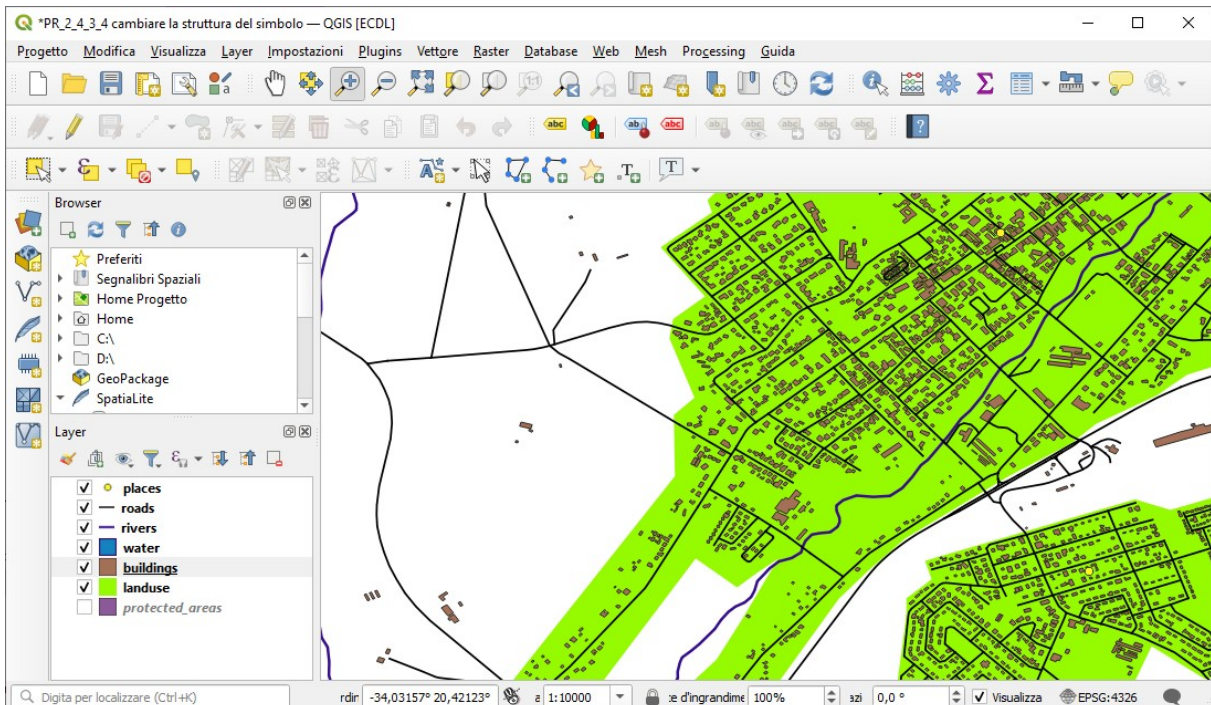 *PR_2_4_3_4 cambiare la struttura del simbolo — QGIS [ECDL]
Progetto Modifica Visualizza Layer Impostazioni Plugins Vettore Raster Database Web Mesh Processing Guida
Browser
Preferiti
Segnalibri Spaziali
Home Progetto
Home
C:\
D:\
GeoPackage
SpatiaLite
Layer
places
roads
rivers
water
buildings
landuse
protected_areas
Digita per localizzare (Ctrl+K) rdir -34,03157° 20,42123° a 1:10000 :e d'ingrandime 100% azi 0,0 ° Visualizza EPSG:4326